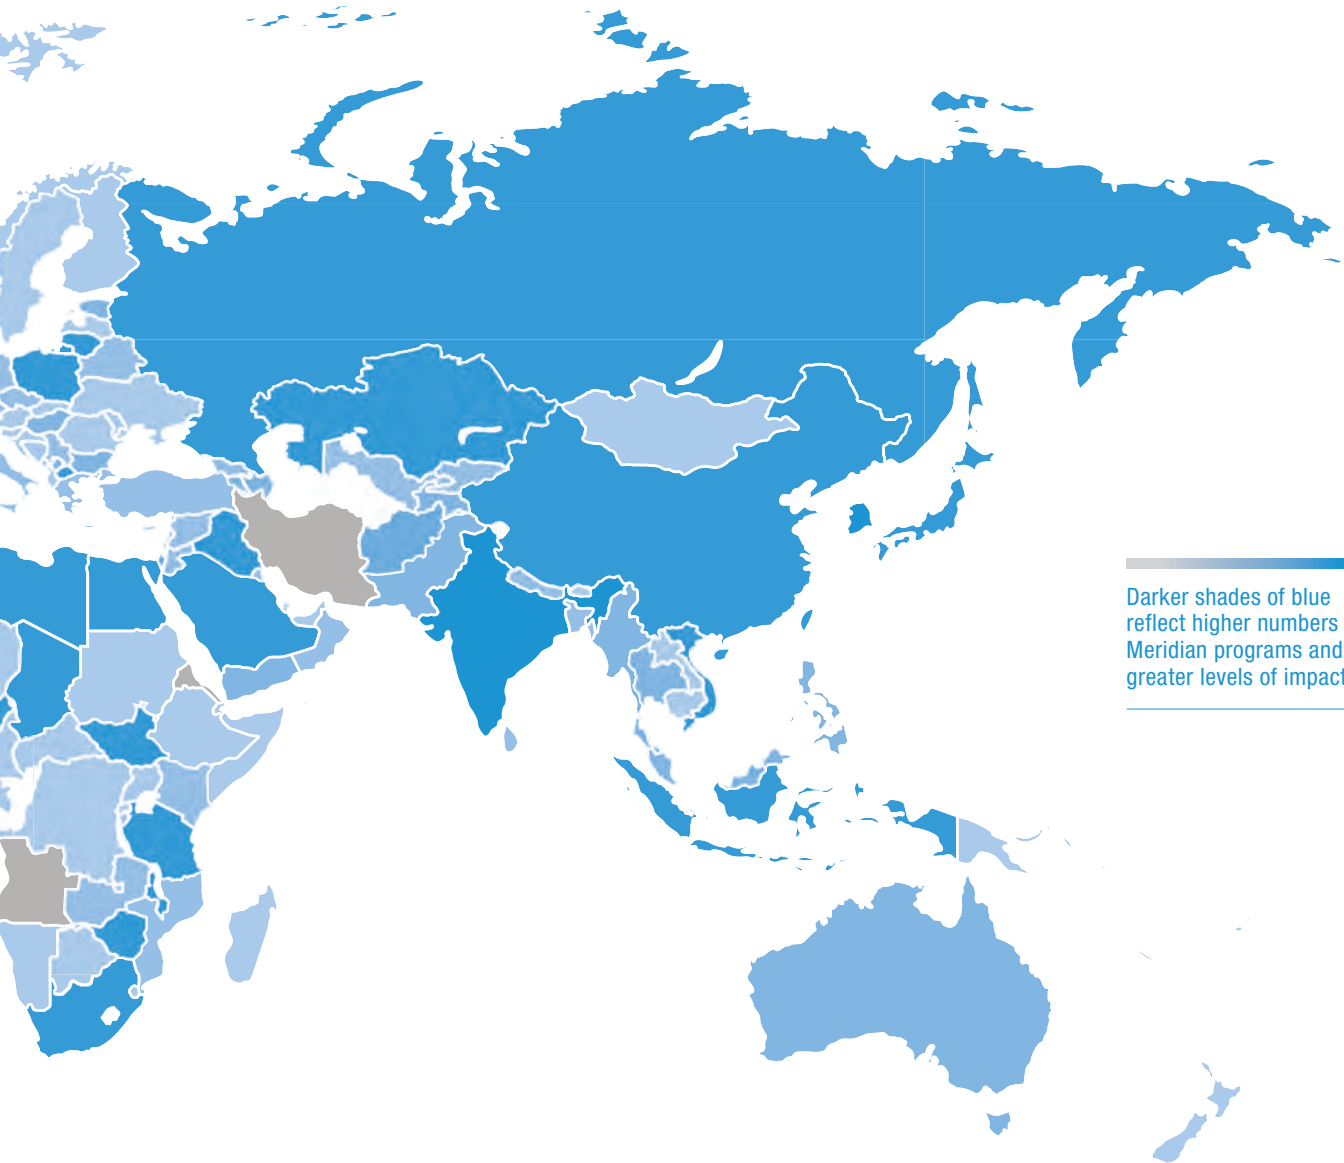 Darker shades of blue
reflect higher numbers
Meridian programs and
greater levels of impact